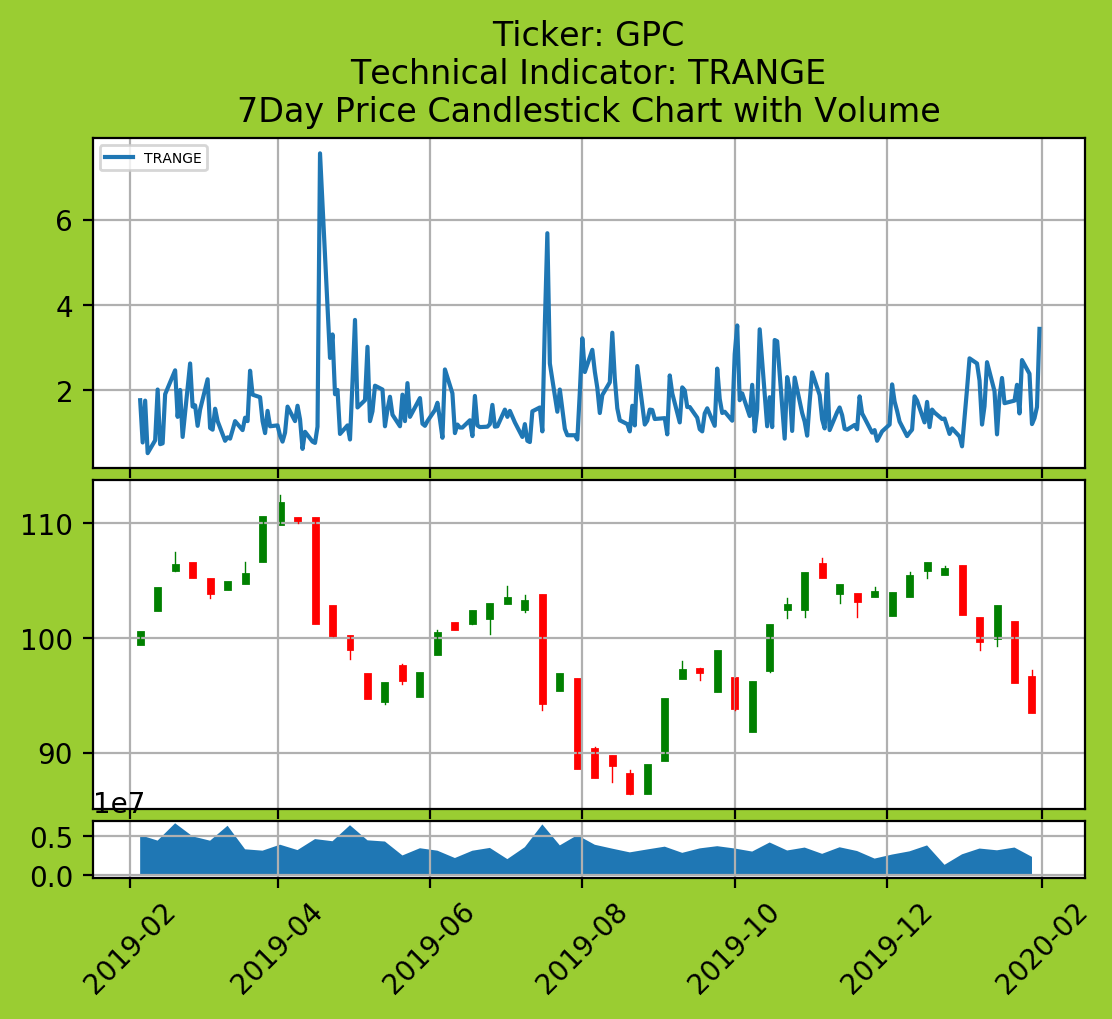 Ticker: GPC
Technical Indicator: TRANGE
7Day Price Candlestick Chart with Volume
TRANGE
6
4
2
110
100
90
1e7
0.5
0.0
2019-02 2019-04 2019-06 2019-08 2019-10 2019-12 2020-02